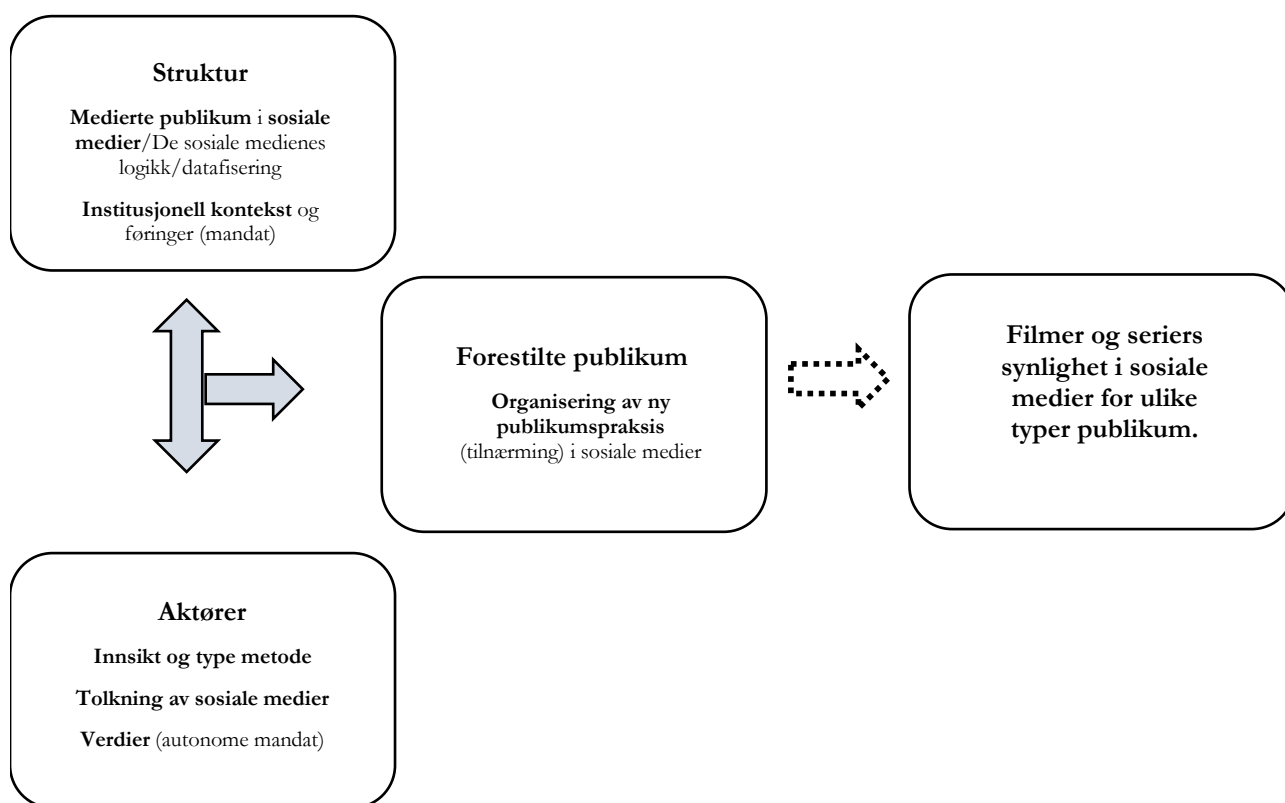 Struktur
Medierte publikum i sosiale
medier/De sosiale medienes
logikk/datafisering
Institusjonell kontekst og
føringer (mandat)
Forestilte publikum
Organisering av ny
publikumspraksis
(tilnærming) i sosiale medier
Filmer og seriers
synlighet i sosiale
medier for ulike
typer publikum.
Aktører
Innsikt og type metode
Tolkning av sosiale medier
Verdier (autonome mandat)